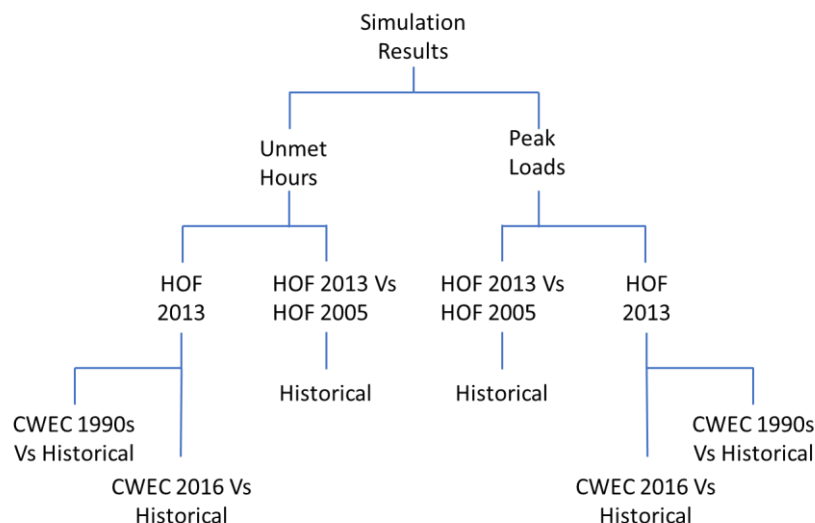 Simulation
Results
Unmet
Hours
Peak
Loads
HOF
2013
HOF 2013 Vs
HOF 2005
HOF 2013 Vs
HOF 2005
HOF
2013
Historical
Historical
CWEC 1990s
Vs Historical
CWEC 1990s
Vs Historical
CWEC 2016 Vs
Historical
CWEC 2016 Vs
Historical